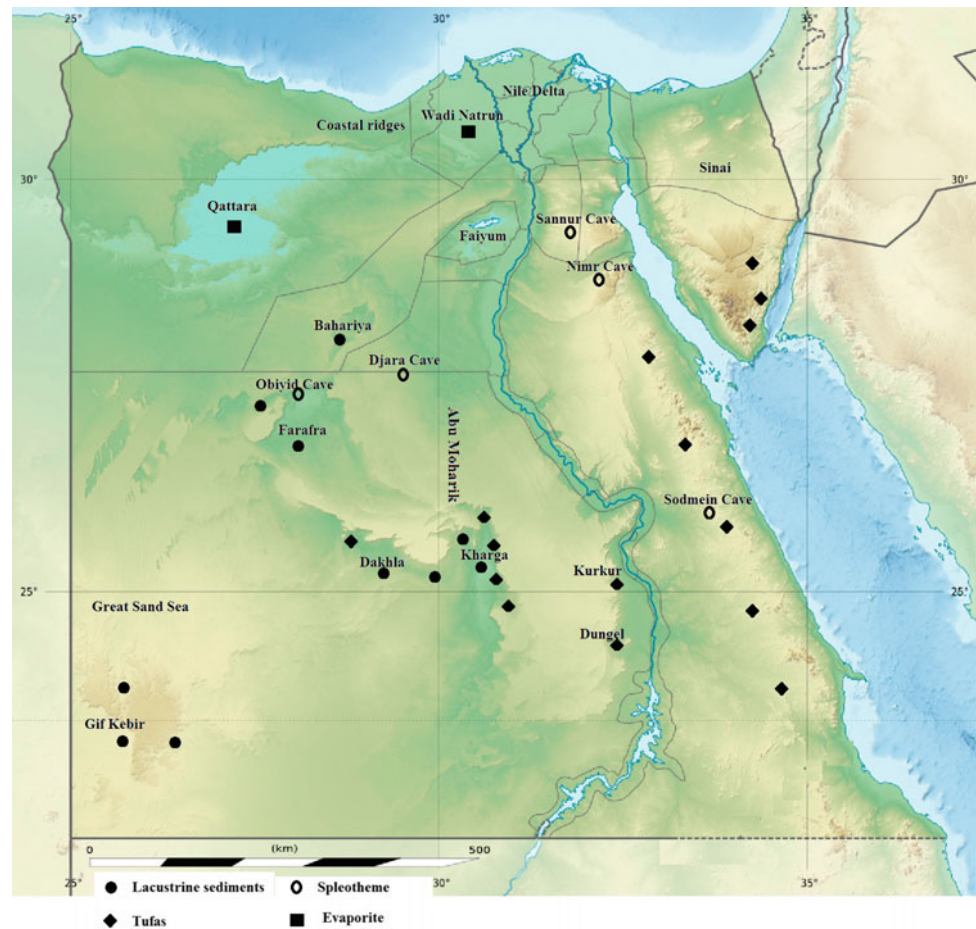 25° 30° 35°
Nile Delta
Wadi Natrun
Coastal ridges
Sinai
30° 30°
Qattara
Sannur Cave
Faiyum
Nimr Cave
Bahariya
Djara Cave
Obiyid Cave
Farafra
Abu Moharik
Sodmein Cave
Kharga
Dakhla
Kurkur
25° 25°
Great Sand Sea
Dungel
Gif Kebir
0 (km) 500
25° 30° 35°
Lacustrine sediments Spleotheme
Tufas Evaporite